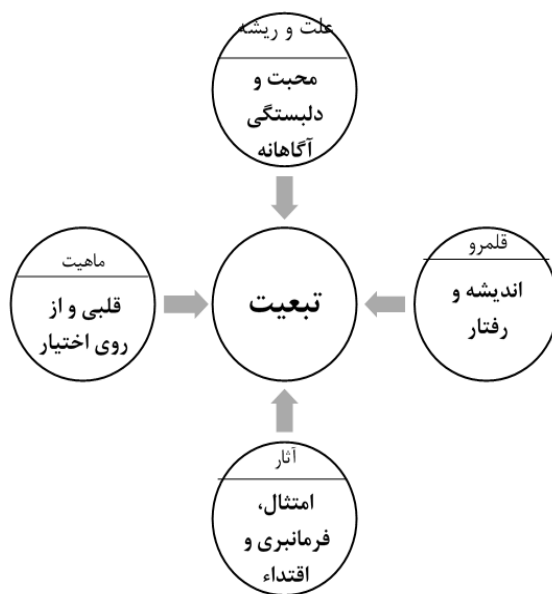 علت و ریشه
محبت و
دلبستگی
آگاهانه
قلمرو
اندیشه و
رفتار
تبعیت
ماهیت
قلبی و از
روی اختیار
آثار
امتثال،
فرمانبری و
اقتداء